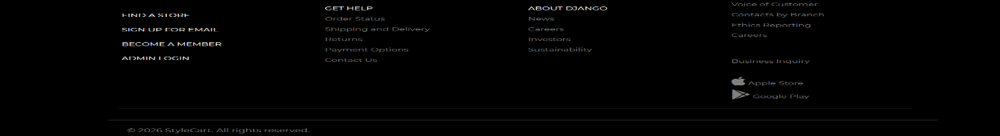 FIND A STORE
SIGN UP FOR EMAIL
BECOME A MEMBER
ADMIN LOGIN
GET HELP
Order Status
Shipping and Delivery
Returns
Payment Options
Contact Us
ABOUT DJANGO
News
Careers
Investors
Sustainability
Voice of Customer
Contacts by Branch
Ethics Reporting
Careers
Business Inquiry
Apple Store
Google Play
© 2026 StyleCart. All rights reserved.